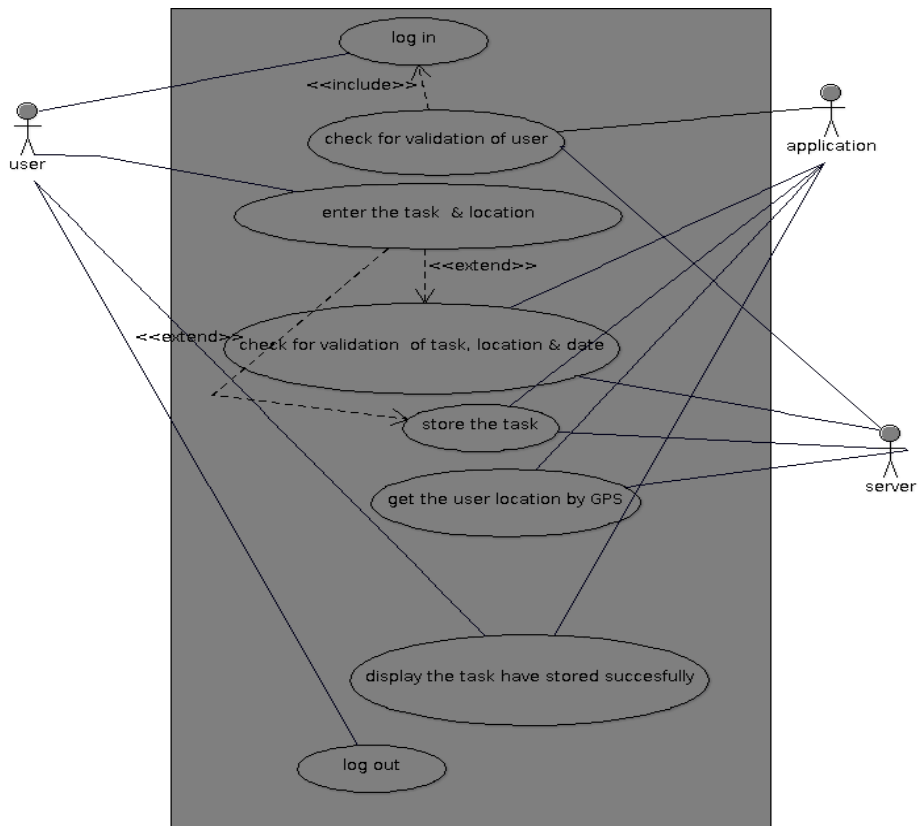 log in
<<include>>
check for validation of user
user
application
enter the task & location
<<extend>>
<<extend>>
check for validation of task, location & date
store the task
server
get the user location by GPS
display the task have stored succesfully
log out